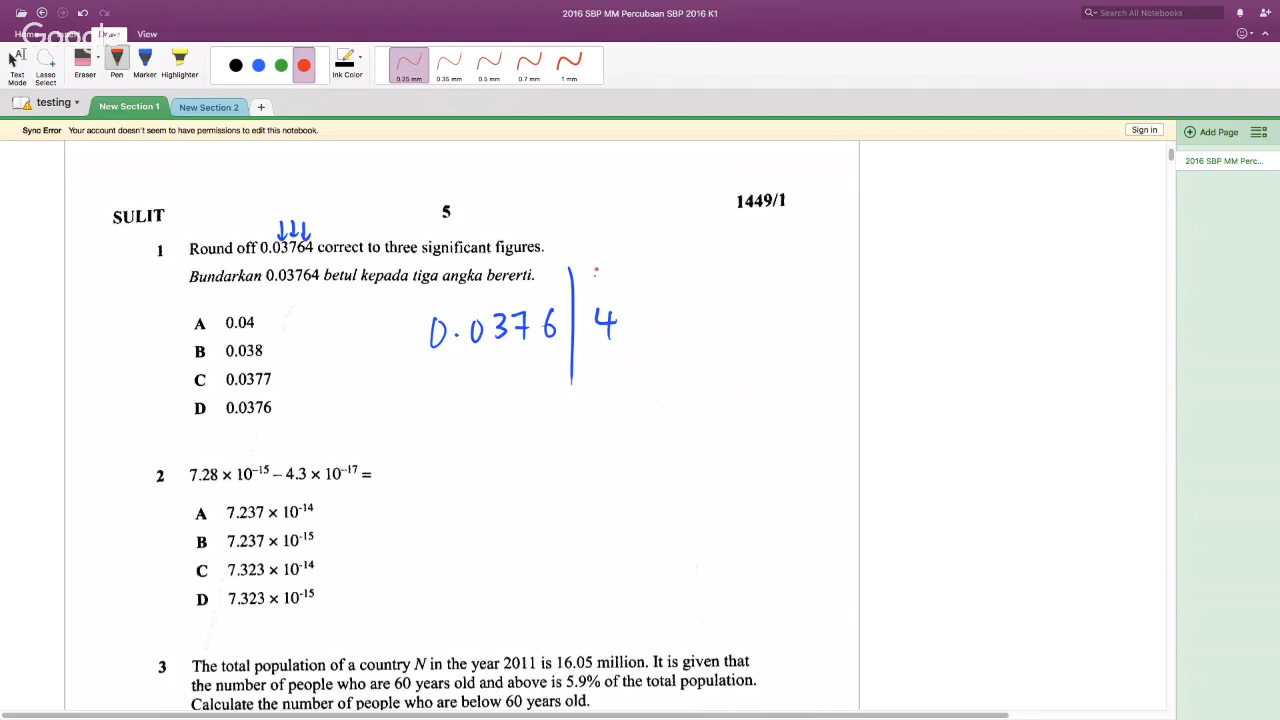 2016 SBP MM Percubaan SBP 2016 K1
Search All Notebooks
Draw View
Text Mode
Lasso Select
Eraser
Pen
Marker
Highlighter
Ink Color
0.25 mm
0.35 mm
0.5 mm
0.7 mm
1 mm
testing
New Section 1
New Section 2
+
Sync Error Your account doesn't seem to have permissions to edit this notebook.
Sign in
Add Page
2016 SBP MM Perc...
SULIT 5 1449/1
1 Round off 0.03764 correct to three significant figures.
Bundarkan 0.03764 betul kepada tiga angka bererti.
0.0376 | 4
A 0.04
B 0.038
C 0.0377
D 0.0376
2 7.28 × 10⁻¹⁵ – 4.3 × 10⁻¹⁷ =
A 7.237 × 10⁻¹⁴
B 7.237 × 10⁻¹⁵
C 7.323 × 10⁻¹⁴
D 7.323 × 10⁻¹⁵
3 The total population of a country N in the year 2011 is 16.05 million. It is given that
the number of people who are 60 years old and above is 5.9% of the total population.
Calculate the number of people who are below 60 years old.